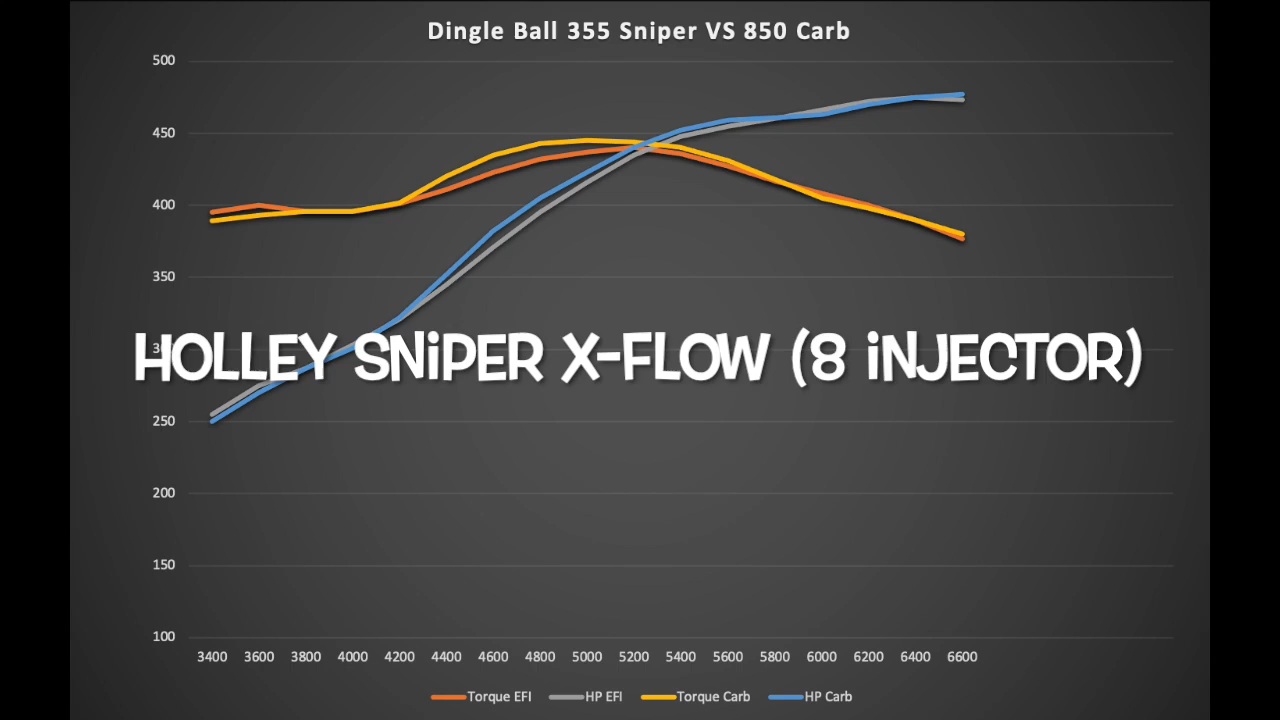 Dingle Ball 355 Sniper VS 850 Carb
500
450
400
350
HOLLEY SNiPER X-FLOW (8 iNJECTOR)
250
200
150
100
3400 3600 3800 4000 4200 4400 4600 4800 5000 5200 5400 5600 5800 6000 6200 6400 6600
Torque EFI HP EFI Torque Carb HP Carb